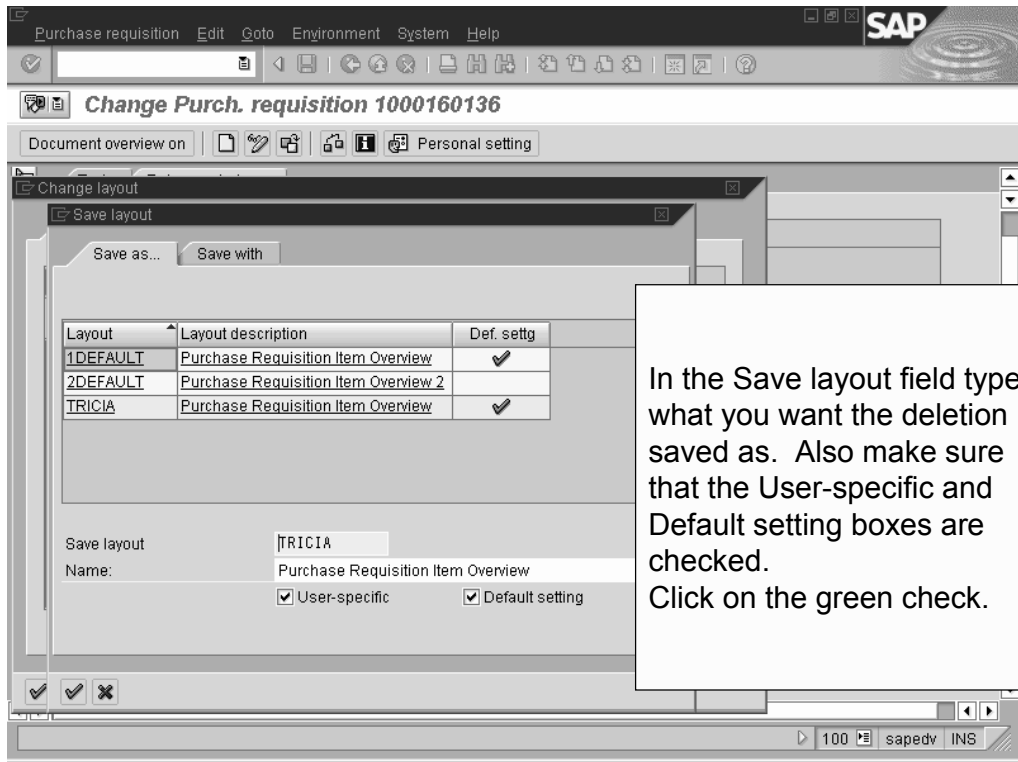 Purchase requisition Edit Goto Environment System Help
SAP
Change Purch. requisition 1000160136
Document overview on Personal setting
Change layout
Save layout
Save as... Save with
Layout Layout description Def. settg
1DEFAULT Purchase Requisition Item Overview
2DEFAULT Purchase Requisition Item Overview 2
TRICIA Purchase Requisition Item Overview
Save layout TRICIA
Name: Purchase Requisition Item Overview
User-specific Default setting
In the Save layout field type
what you want the deletion
saved as. Also make sure
that the User-specific and
Default setting boxes are
checked.
Click on the green check.
100 sapedv INS